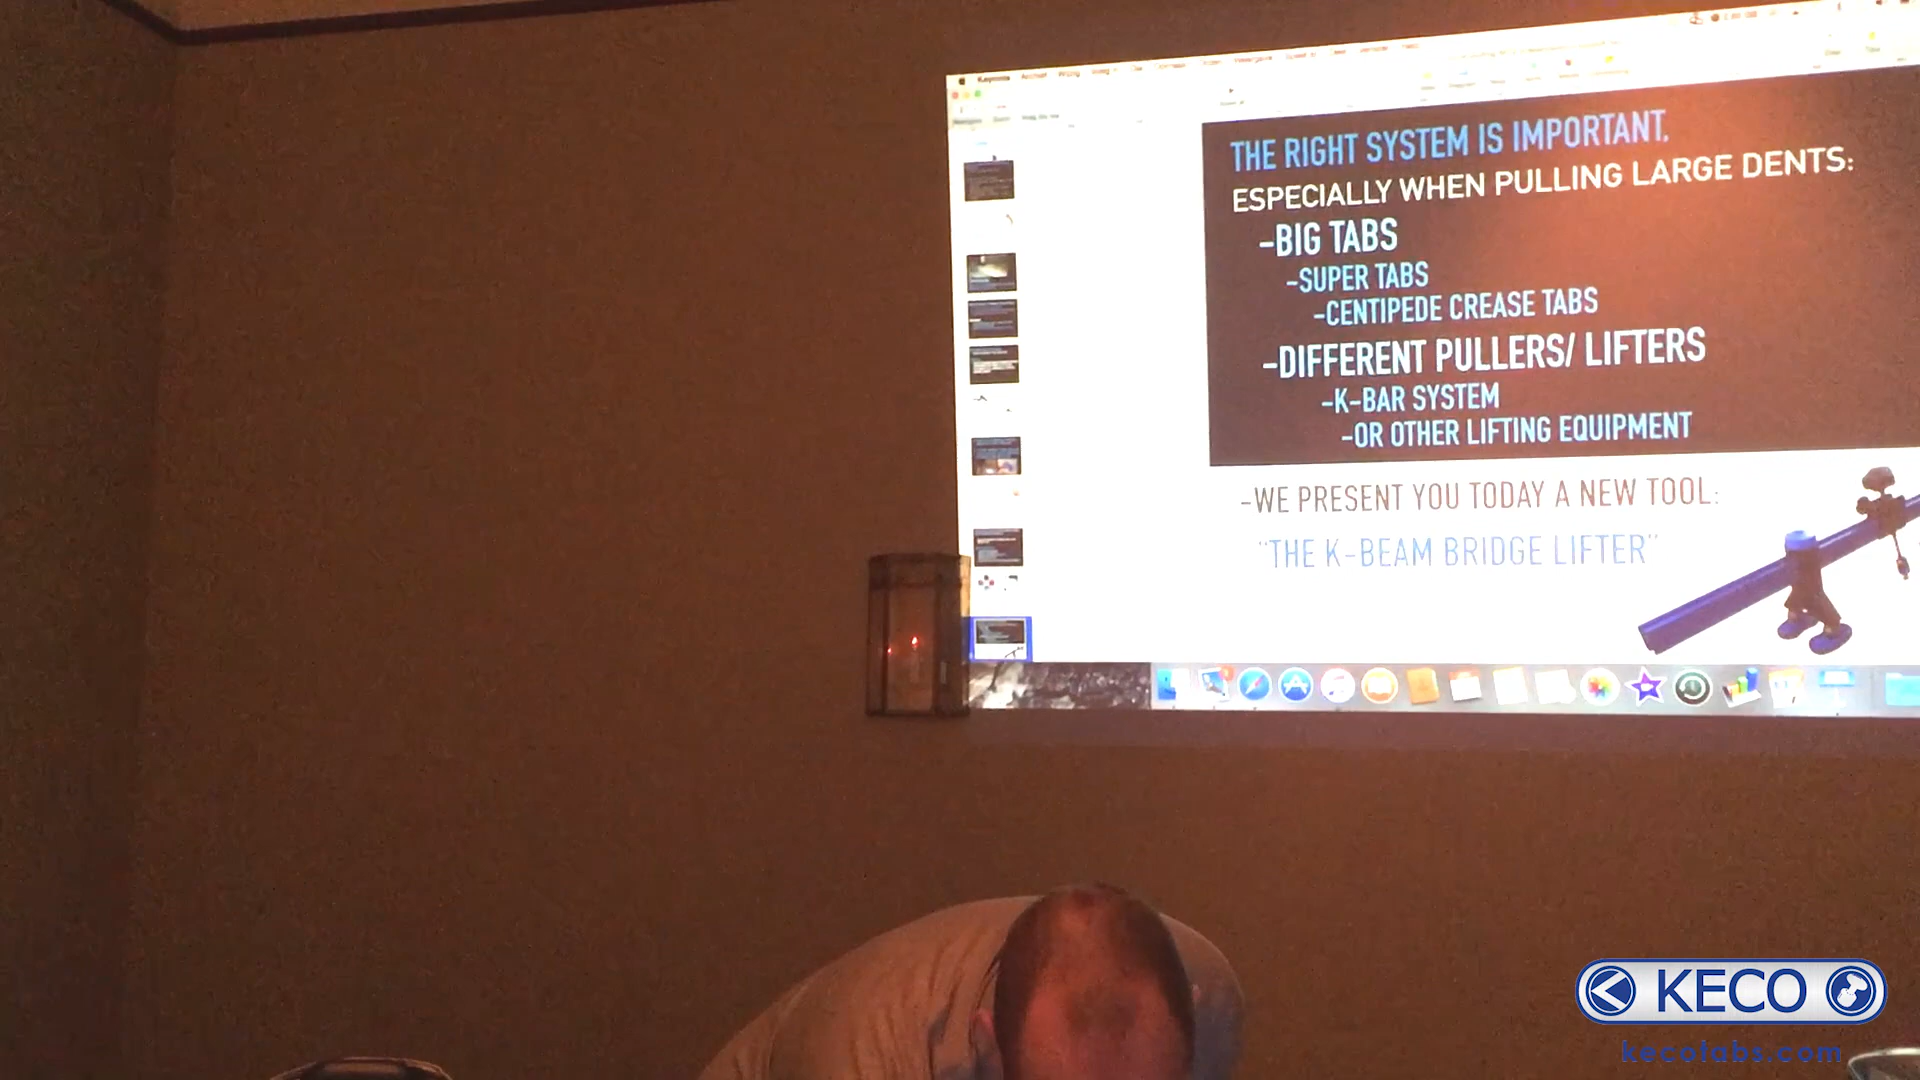 THE RIGHT SYSTEM IS IMPORTANT,
ESPECIALLY WHEN PULLING LARGE DENTS:
-BIG TABS
-SUPER TABS
-CENTIPEDE CREASE TABS
-DIFFERENT PULLERS/ LIFTERS
-K-BAR SYSTEM
-OR OTHER LIFTING EQUIPMENT
-WE PRESENT YOU TODAY A NEW TOOL:
"THE K-BEAM BRIDGE LIFTER"
KECO
kecotabs.com